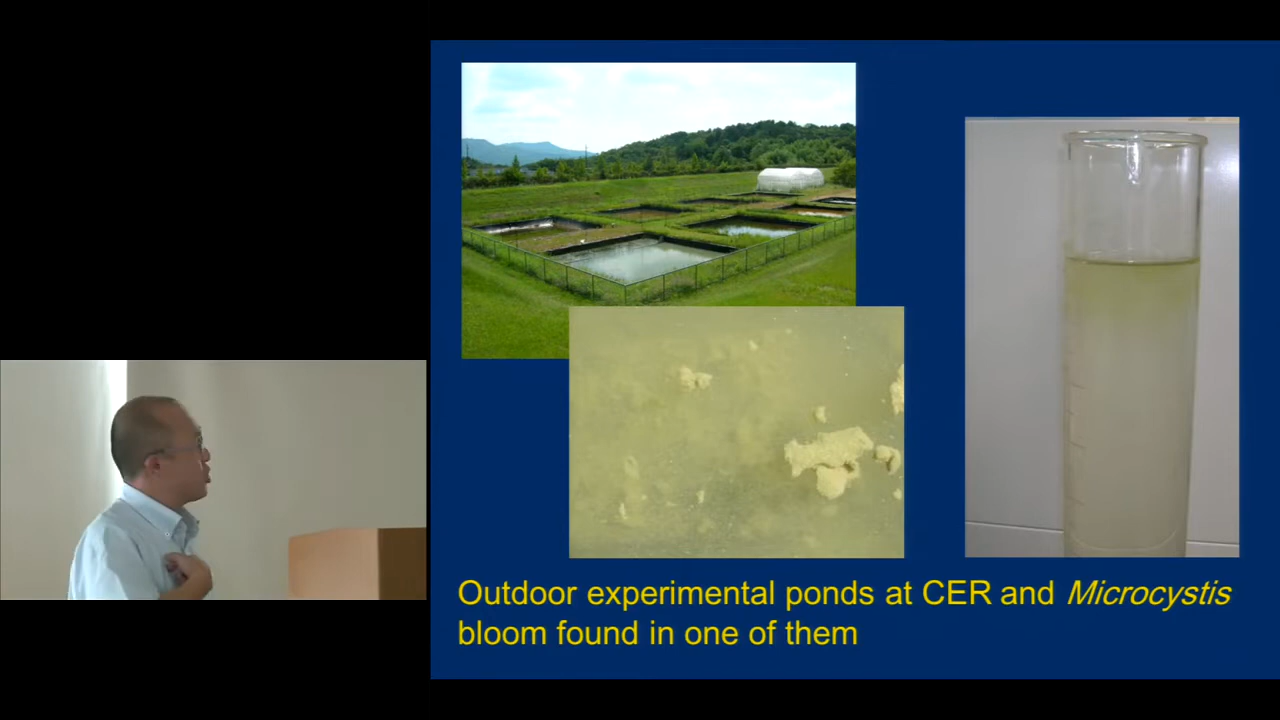 Outdoor experimental ponds at CER and Microcystis
bloom found in one of them